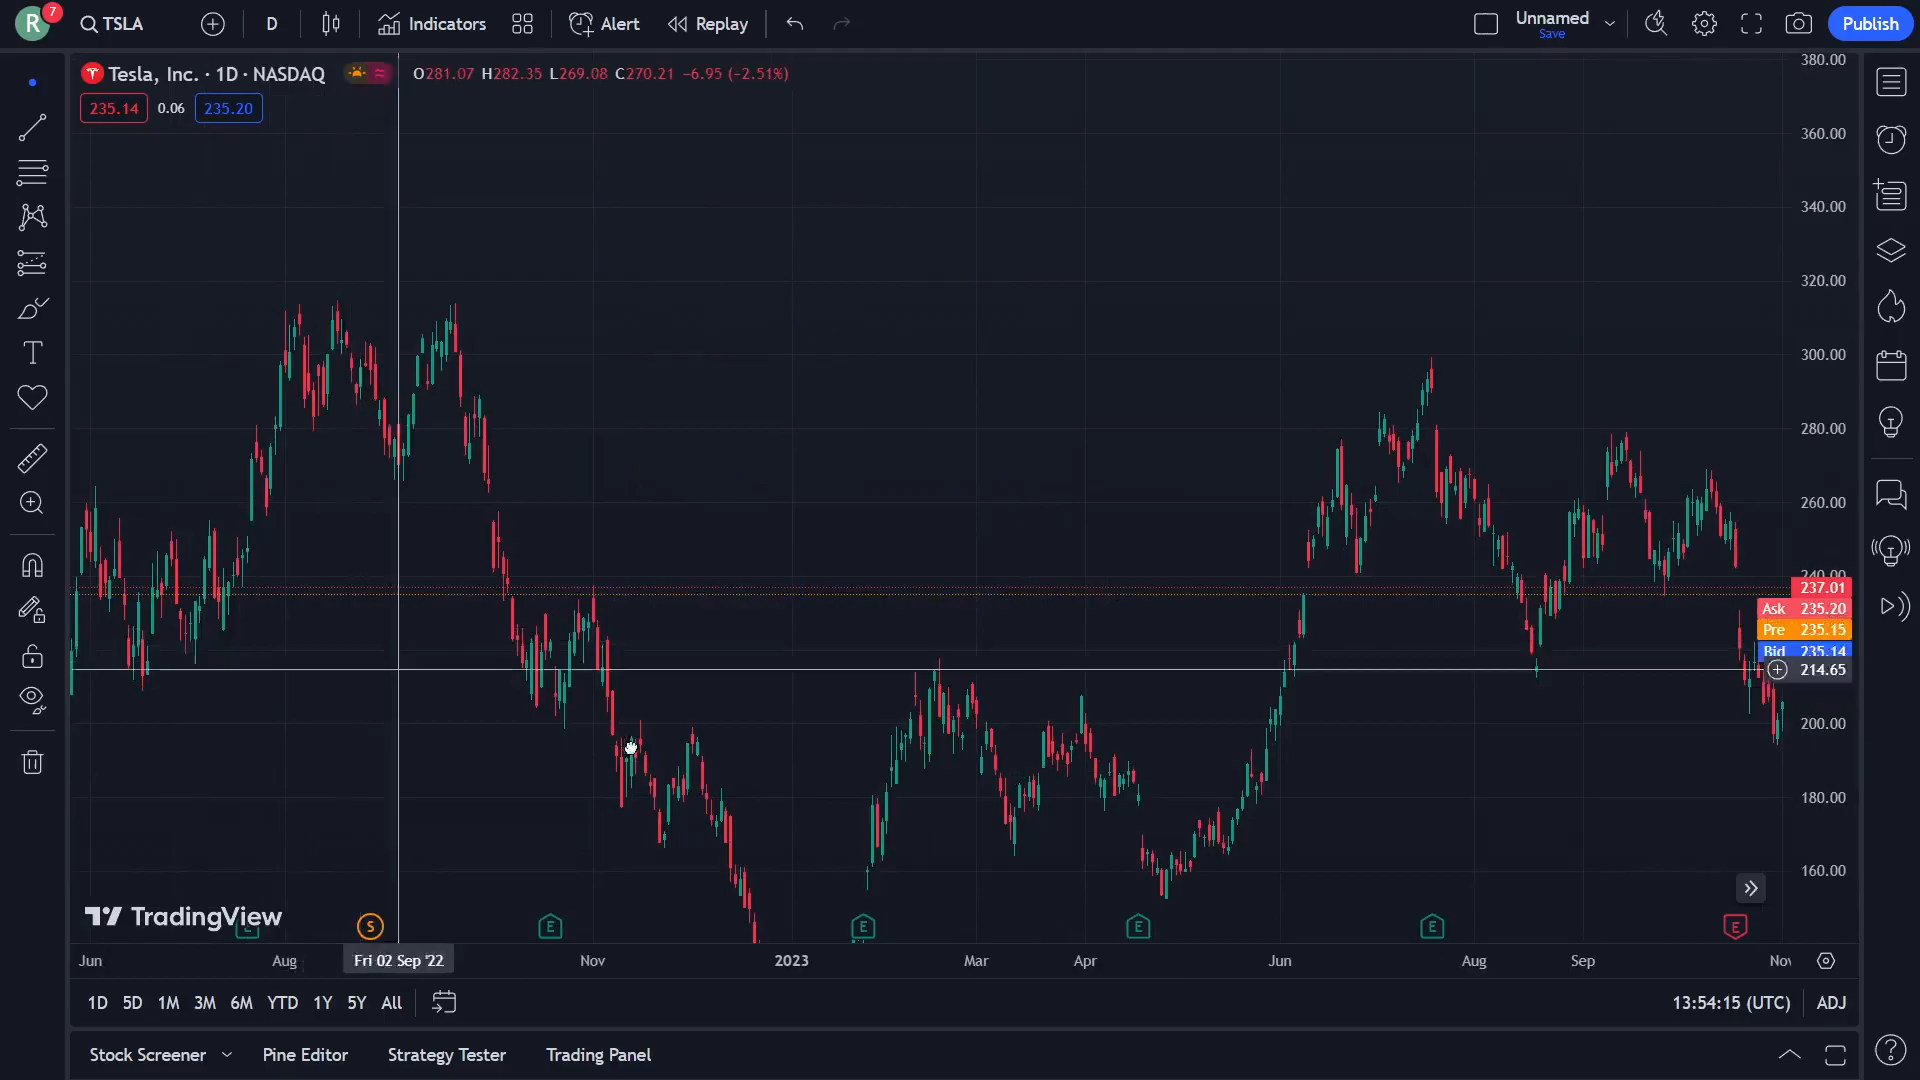 R 7 TSLA D Indicators Alert Replay Unnamed Save Publish
Tesla, Inc. · 1D · NASDAQ O281.07 H282.35 L269.08 C270.21 −6.95 (−2.51%)
235.14 0.06 235.20
380.00
360.00
340.00
320.00
300.00
280.00
260.00
240.00
237.01
Ask 235.20
Pre 235.15
Bid 235.14
214.65
200.00
180.00
160.00
TradingView
E S E E E E E
Jun Aug Fri 02 Sep '22 Nov 2023 Mar Apr Jun Aug Sep Nov
1D 5D 1M 3M 6M YTD 1Y 5Y All 13:54:15 (UTC) ADJ
Stock Screener Pine Editor Strategy Tester Trading Panel